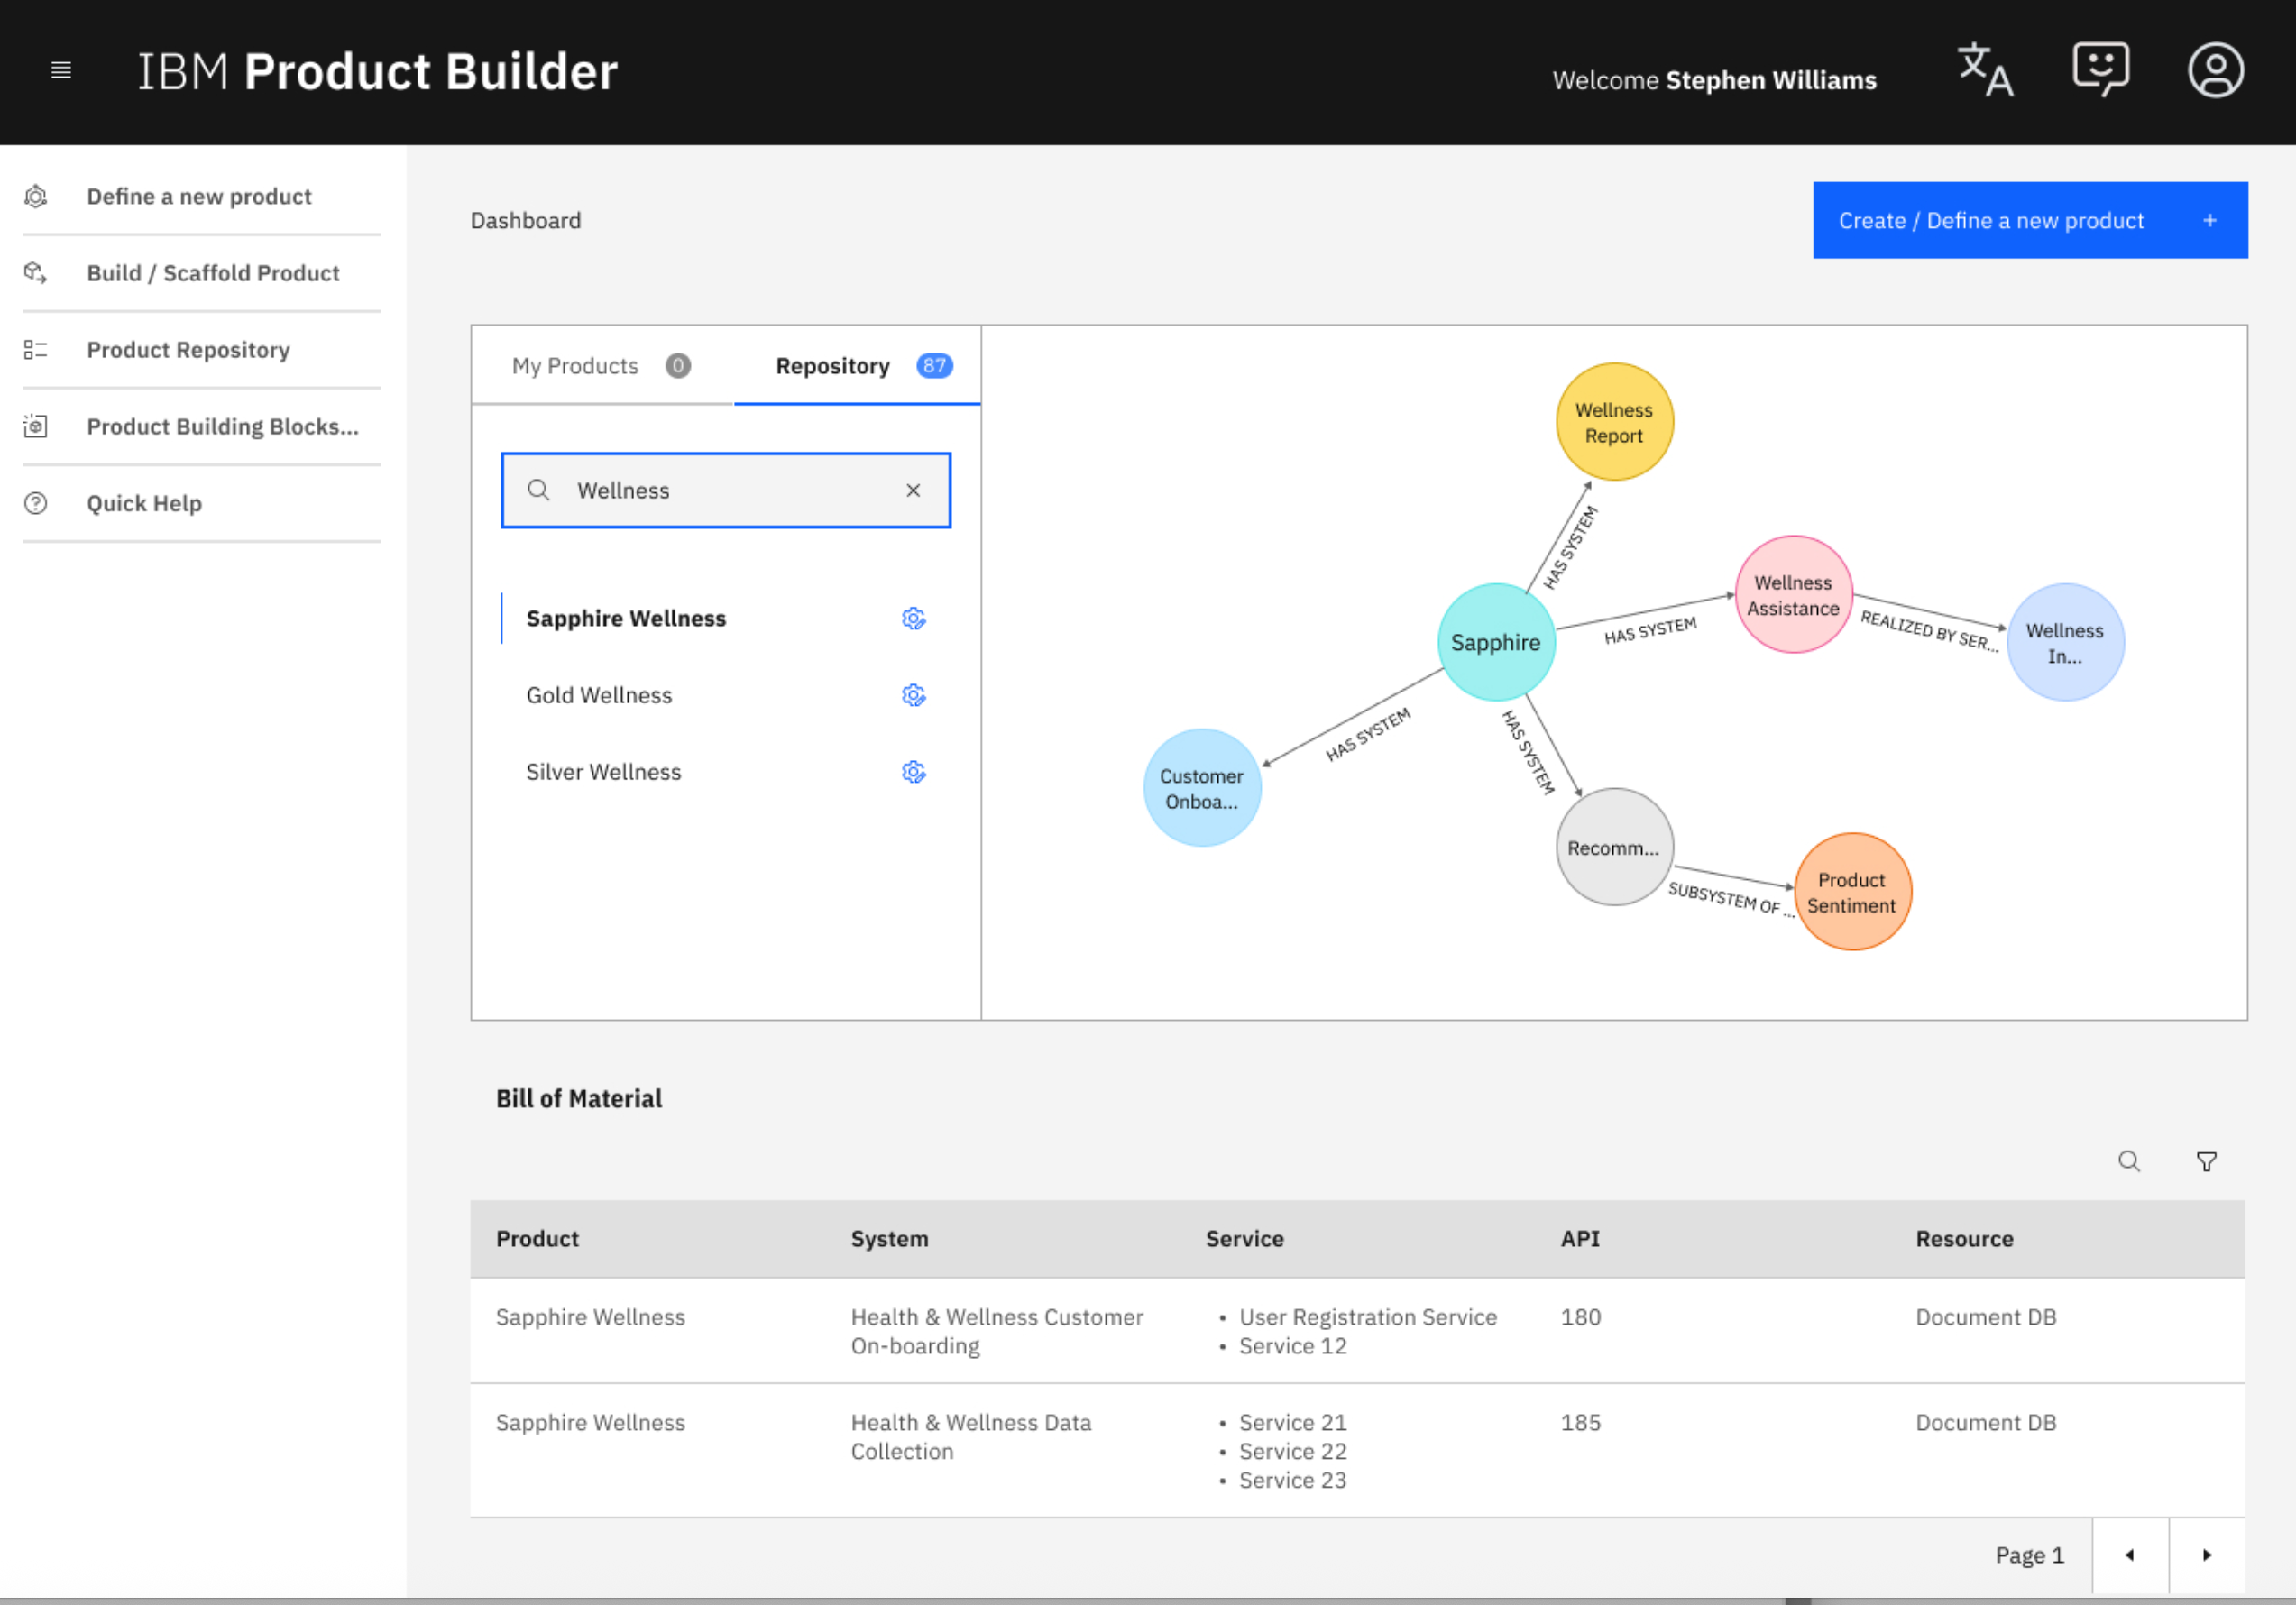 IBM Product Builder
Welcome Stephen Williams
Define a new product
Build / Scaffold Product
Product Repository
Product Building Blocks...
Quick Help
Dashboard
Create / Define a new product +
My Products 0
Repository 87
Wellness
Sapphire Wellness
Gold Wellness
Silver Wellness
Wellness
Report
HAS SYSTEM
Wellness
Assistance
Sapphire
HAS SYSTEM
REALIZED BY SER...
Wellness
In...
HAS SYSTEM
HAS SYSTEM
Customer
Onboa...
Recomm...
SUBSYSTEM OF ...
Product
Sentiment
Bill of Material
Product System Service API Resource
Sapphire Wellness
Health & Wellness Customer
On-boarding
• User Registration Service
• Service 12
180
Document DB
Sapphire Wellness
Health & Wellness Data
Collection
• Service 21
• Service 22
• Service 23
185
Document DB
Page 1